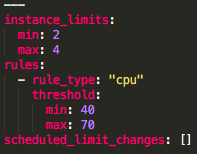 ---
instance_limits:
  min: 2
  max: 4
rules:
  - rule_type: "cpu"
    threshold:
      min: 40
      max: 70
scheduled_limit_changes: []